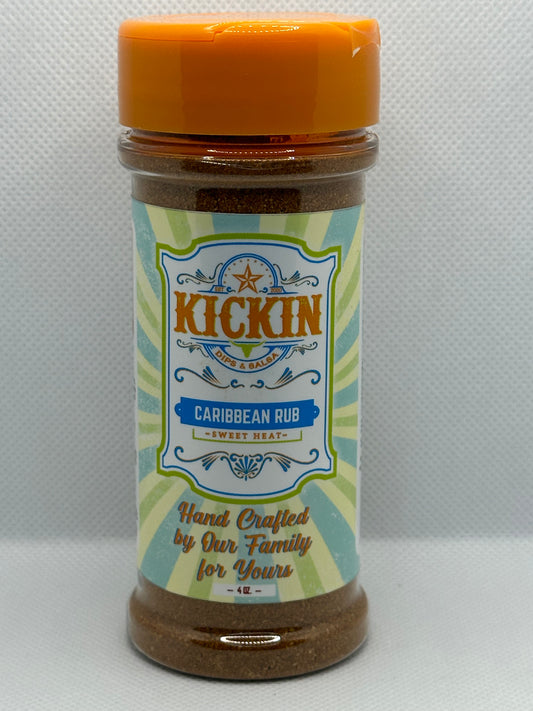 KICKIN
DIPS & SALSA
CARIBBEAN RUB
-SWEET HEAT-
Hand Crafted
by Our Family
for Yours
- 4 OZ. -